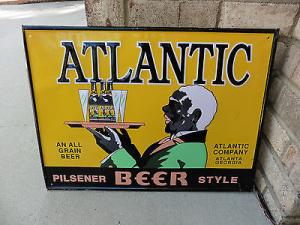 ATLANTIC
AN ALL
GRAIN
BEER
ATLANTIC
COMPANY
ATLANTA
GEORGIA
PILSENER BEER STYLE